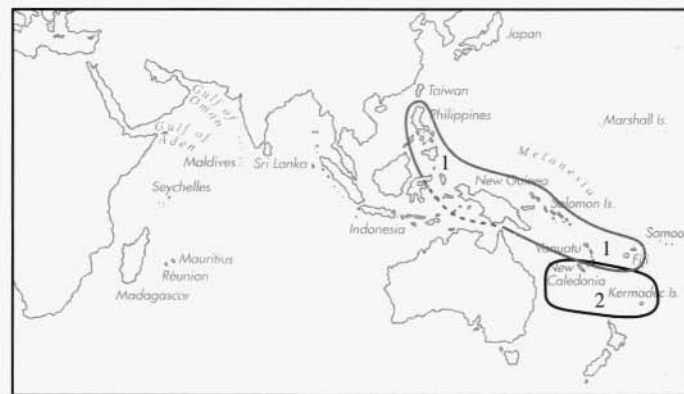 Japan
Taiwan
Philippines
Gulf of
Oman
Gulf of
Aden
Marshall Is.
Melanesia
1
Maldives
Sri Lanka
Seychelles
New Guinea
Solomon Is.
Indonesia
Samoa
Vanuatu
1
Fiji
Mauritius
Réunion
Madagascar
New
Caledonia
Kermadec Is.
2